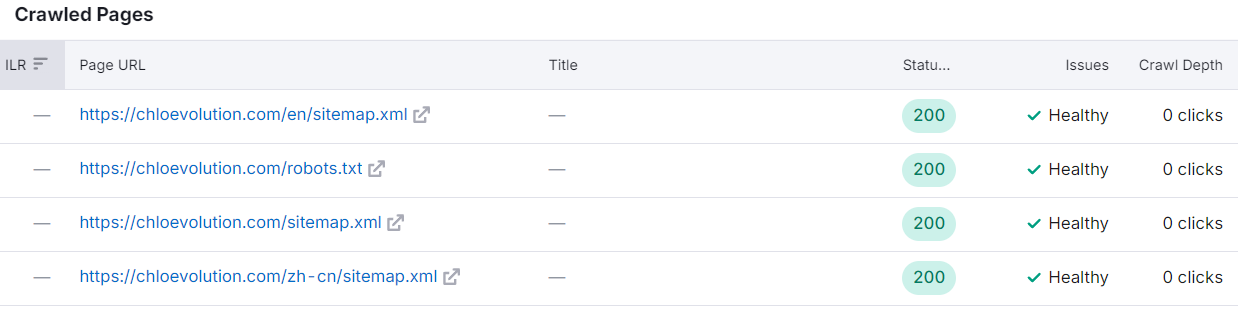 Crawled Pages
ILR Page URL Title Statu... Issues Crawl Depth
— https://chloevolution.com/en/sitemap.xml — 200 Healthy 0 clicks
— https://chloevolution.com/robots.txt — 200 Healthy 0 clicks
— https://chloevolution.com/sitemap.xml — 200 Healthy 0 clicks
— https://chloevolution.com/zh-cn/sitemap.xml — 200 Healthy 0 clicks